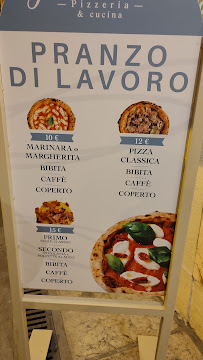 Pizzeria
& cucina
PRANZO
DI LAVORO
10 €
MARINARA o
MARGHERITA
BIBITA
CAFFÈ
COPERTO
12 €
PIZZA
CLASSICA
BIBITA
CAFFÈ
COPERTO
15 €
PRIMO
SECONDO
BIBITA
CAFFÈ
COPERTO